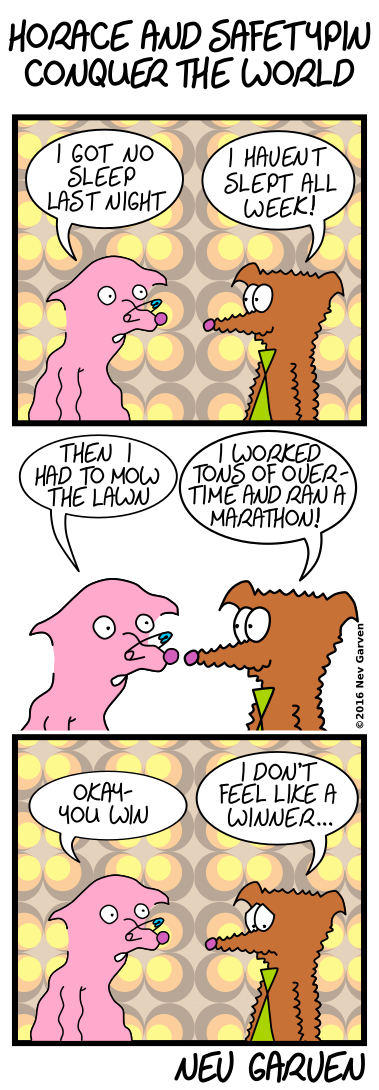 HORACE AND SAFETYPIN
CONQUER THE WORLD
I GOT NO
SLEEP
LAST NIGHT
I HAVEN'T
SLEPT ALL
WEEK!
THEN I
HAD TO MOW
THE LAWN
I WORKED
TONS OF OVER-
TIME AND RAN A
MARATHON!
© 2016 Nev Garven
OKAY-
YOU WIN
I DON'T
FEEL LIKE A
WINNER...
NEV GARVEN